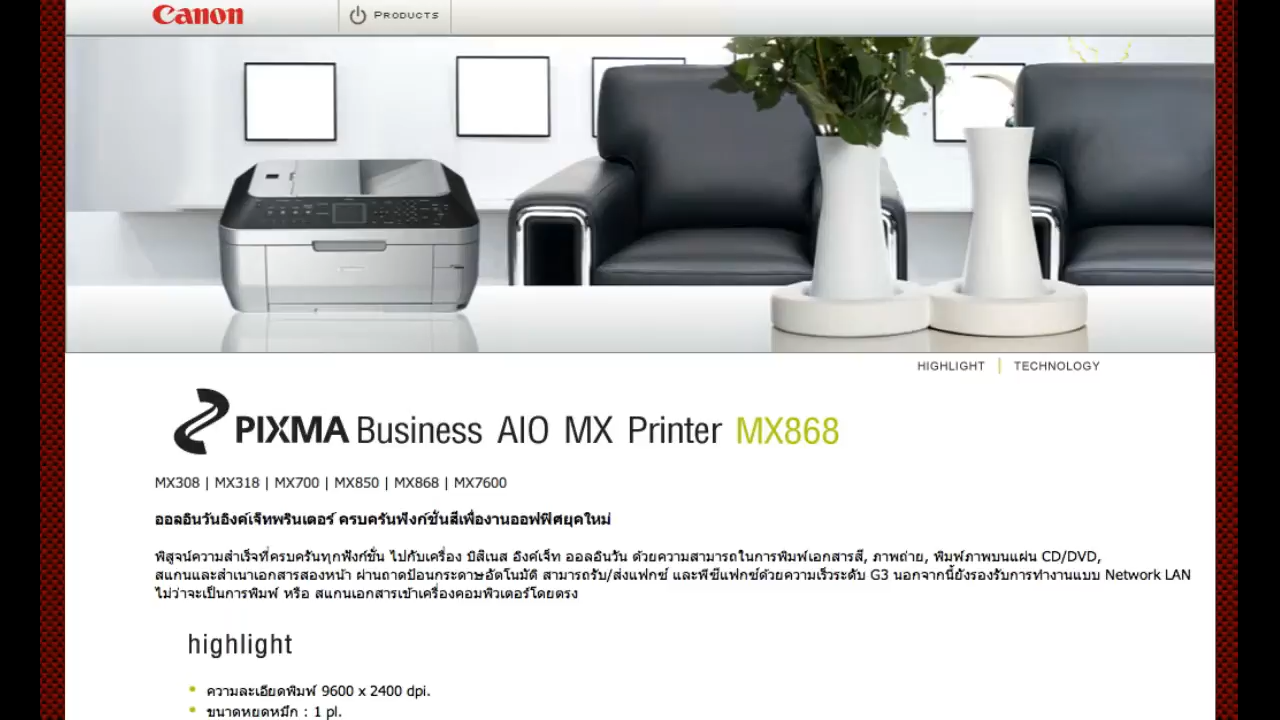 Canon
PRODUCTS
HIGHLIGHT | TECHNOLOGY
PIXMA Business AIO MX Printer MX868
MX308 | MX318 | MX700 | MX850 | MX868 | MX7600
ออลอินวันอิงค์เจ็ทพรินเตอร์ ครบครันฟังก์ชั่นสีเพื่องานออฟฟิศยุคใหม่
พิสูจน์ความสำเร็จที่ครบครันทุกฟังก์ชั่น ไปกับเครื่อง บิสิเนส อิงค์เจ็ท ออลอินวัน ด้วยความสามารถในการพิมพ์เอกสารสี, ภาพถ่าย, พิมพ์ภาพบนแผ่น CD/DVD,
สแกนและสำเนาเอกสารสองหน้า ผ่านถาดป้อนกระดาษอัตโนมัติ สามารถรับ/ส่งแฟกซ์ และพีซีแฟกซ์ด้วยความเร็วระดับ G3 นอกจากนี้ยังรองรับการทำงานแบบ Network LAN
ไม่ว่าจะเป็นการพิมพ์ หรือ สแกนเอกสารเข้าเครื่องคอมพิวเตอร์โดยตรง
highlight
• ความละเอียดพิมพ์ 9600 x 2400 dpi.
• ขนาดหยดหมึก : 1 pl.